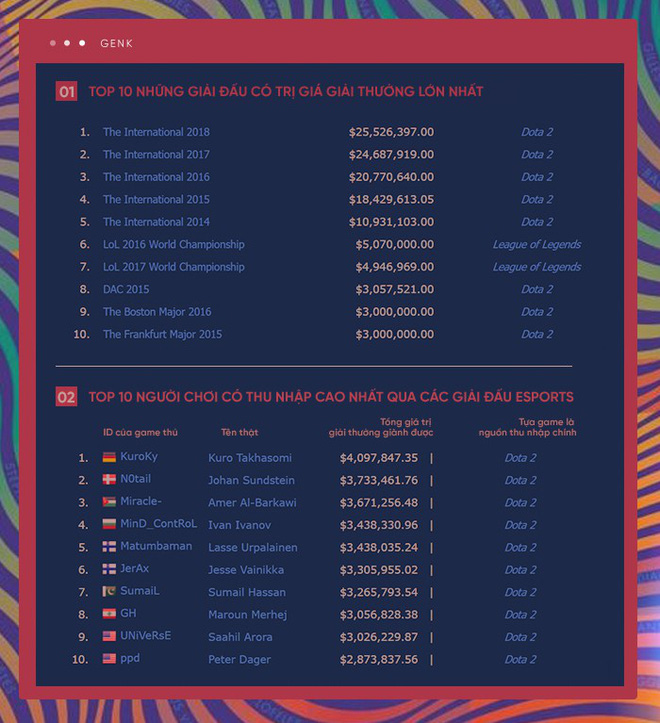 GENK
01 TOP 10 NHỮNG GIẢI ĐẤU CÓ TRỊ GIÁ GIẢI THƯỞNG LỚN NHẤT
1. The International 2018 $25,526,397.00 Dota 2
2. The International 2017 $24,687,919.00 Dota 2
3. The International 2016 $20,770,640.00 Dota 2
4. The International 2015 $18,429,613.05 Dota 2
5. The International 2014 $10,931,103.00 Dota 2
6. LoL 2016 World Championship $5,070,000.00 League of Legends
7. LoL 2017 World Championship $4,946,969.00 League of Legends
8. DAC 2015 $3,057,521.00 Dota 2
9. The Boston Major 2016 $3,000,000.00 Dota 2
10. The Frankfurt Major 2015 $3,000,000.00 Dota 2
02 TOP 10 NGƯỜI CHƠI CÓ THU NHẬP CAO NHẤT QUA CÁC GIẢI ĐẤU ESPORTS
Tổng giá trị Tựa game là
ID của game thủ Tên thật giải thưởng giành được nguồn thu nhập chính
1. KuroKy Kuro Takhasomi $4,097,847.35 | Dota 2
2. N0tail Johan Sundstein $3,733,461.76 | Dota 2
3. Miracle- Amer Al-Barkawi $3,671,256.48 | Dota 2
4. MinD_ContRoL Ivan Ivanov $3,438,330.96 | Dota 2
5. Matumbaman Lasse Urpalainen $3,438,035.24 | Dota 2
6. JerAx Jesse Vainikka $3,305,955.02 | Dota 2
7. SumaiL Sumail Hassan $3,265,793.54 | Dota 2
8. GH Maroun Merhej $3,056,828.38 | Dota 2
9. UNiVeRsE Saahil Arora $3,026,229.87 | Dota 2
10. ppd Peter Dager $2,873,837.56 | Dota 2